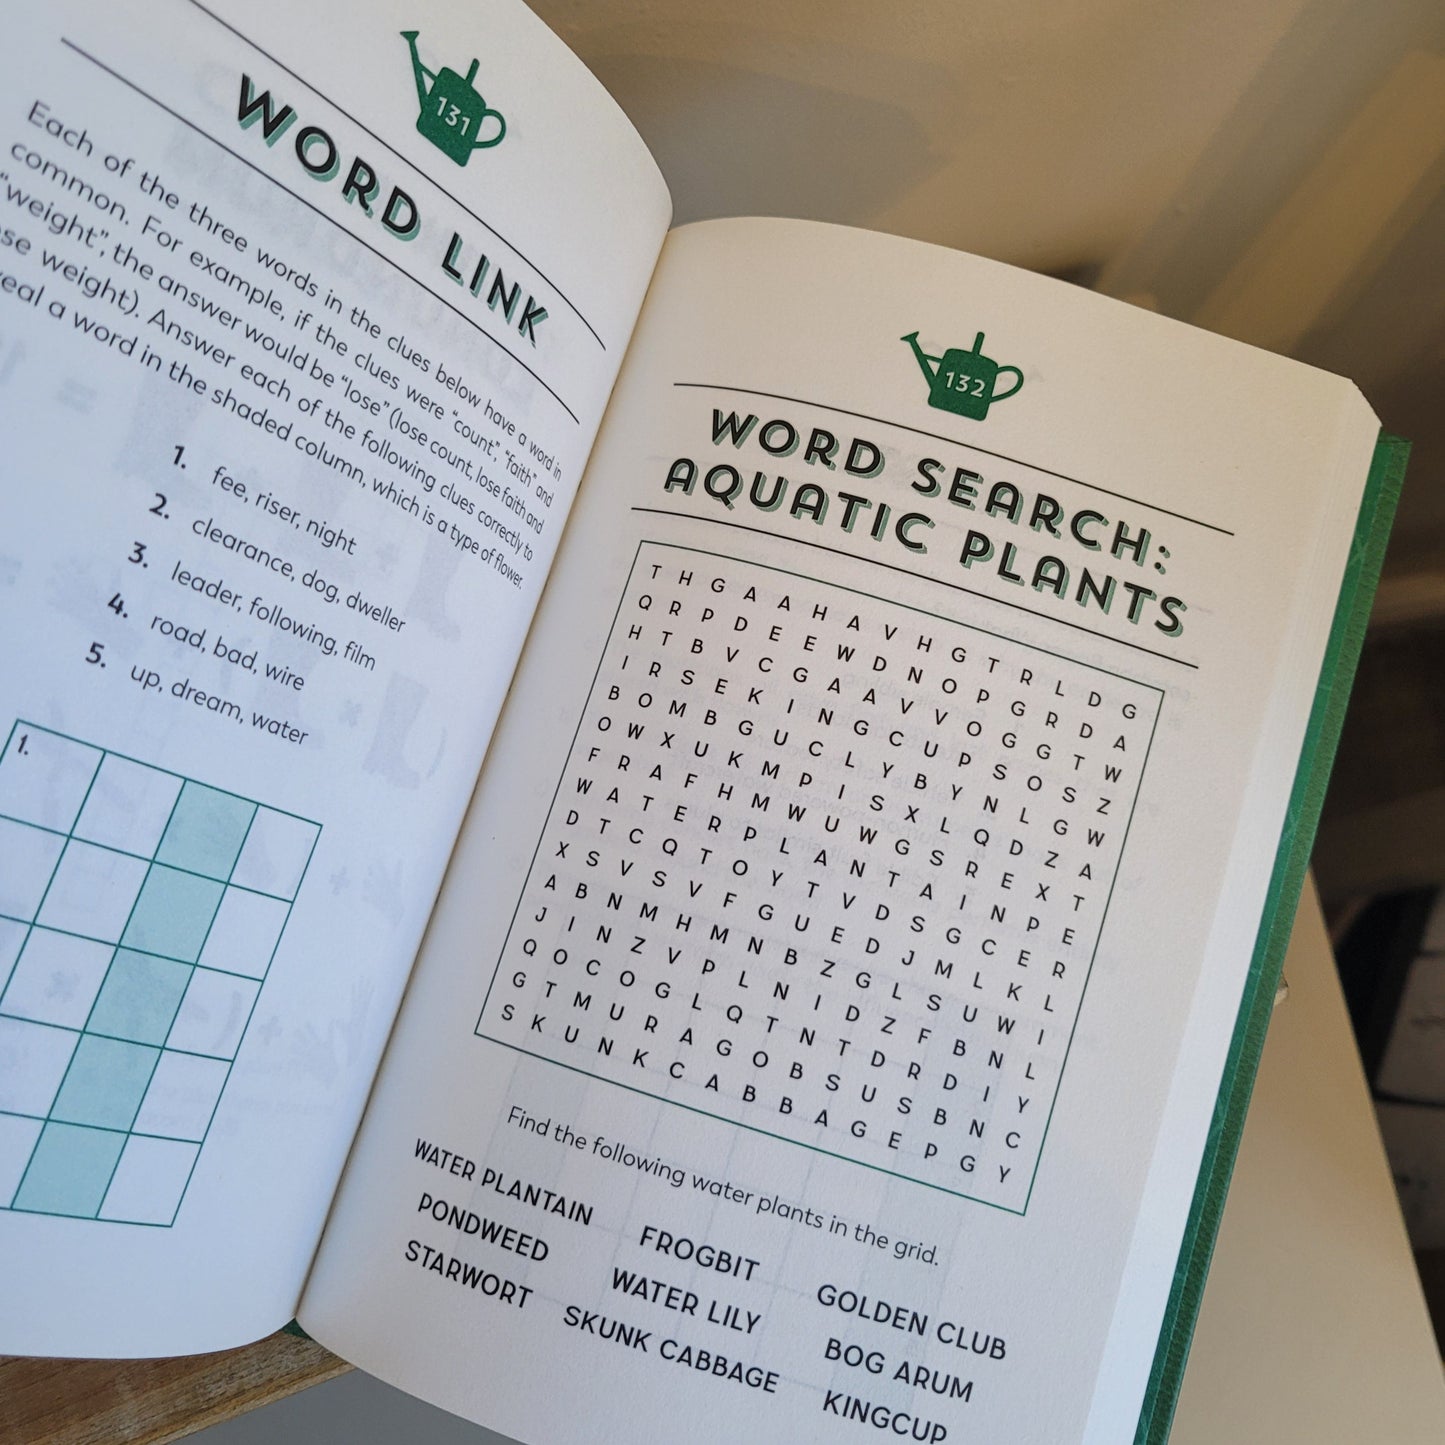 131
WORD LINK
Each of the three words in the clues below have a word in
common. For example, if the clues were "count", "faith" and
"weight", the answer would be "lose" (lose count, lose faith and
se weight). Answer each of the following clues correctly to
eal a word in the shaded column, which is a type of flower.
1. fee, riser, night
2. clearance, dog, dweller
3. leader, following, film
4. road, bad, wire
5. up, dream, water
1.
132
WORD SEARCH:
AQUATIC PLANTS
T H G A A H A V H G T R L D G
Q R P D E E W D N O P G R D A
H T B V C G A A V V O G G T W
I R S E K I N G C U P S O S Z
B O M B G U C L Y B Y N L G W
O W X U K M P I S X L Q D Z A
F R A F H M W U W G S R E X T
W A T E R P L A N T A I N P E
D T C Q T O Y T V D S G C E R
X S V S V F G U E D J M L K L
A B N M H M N B Z G L S U W I
J I N Z V P L N I D Z F B N L
Q O C O G L Q T N T D R D I Y
G T M U R A G O B S U S B N C
S K U N K C A B B A G E P G Y
Find the following water plants in the grid.
WATER PLANTAIN FROGBIT GOLDEN CLUB
PONDWEED WATER LILY BOG ARUM
STARWORT SKUNK CABBAGE KINGCUP